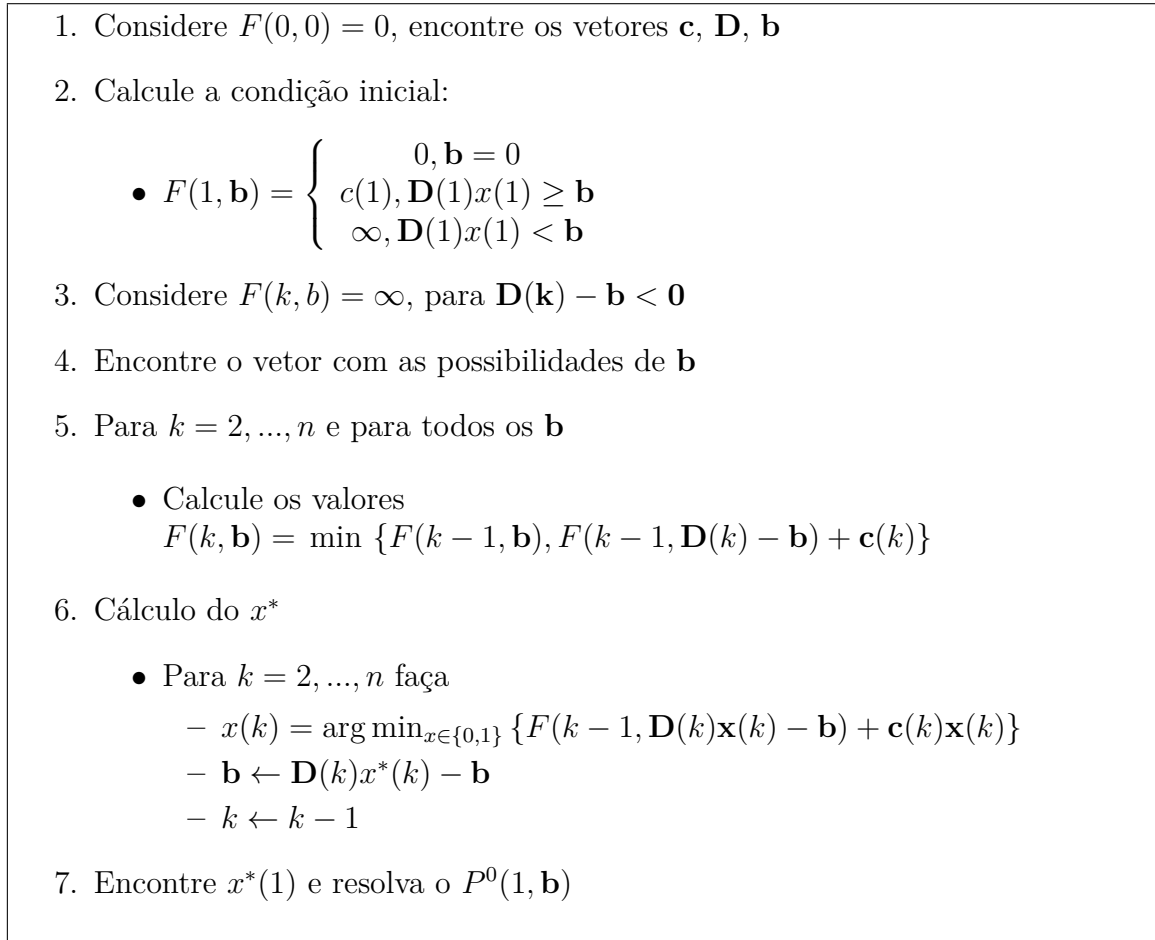 1. Considere F(0, 0) = 0, encontre os vetores c, D, b
2. Calcule a condição inicial:
• F(1, b) = { 0, b = 0
c(1), D(1)x(1) ≥ b
∞, D(1)x(1) < b
3. Considere F(k, b) = ∞, para D(k) − b < 0
4. Encontre o vetor com as possibilidades de b
5. Para k = 2, ..., n e para todos os b
• Calcule os valores
F(k, b) = min {F(k − 1, b), F(k − 1, D(k) − b) + c(k)}
6. Cálculo do x*
• Para k = 2, ..., n faça
– x(k) = arg min_{x∈{0,1}} {F(k − 1, D(k)x(k) − b) + c(k)x(k)}
– b ← D(k)x*(k) − b
– k ← k − 1
7. Encontre x*(1) e resolva o P⁰(1, b)